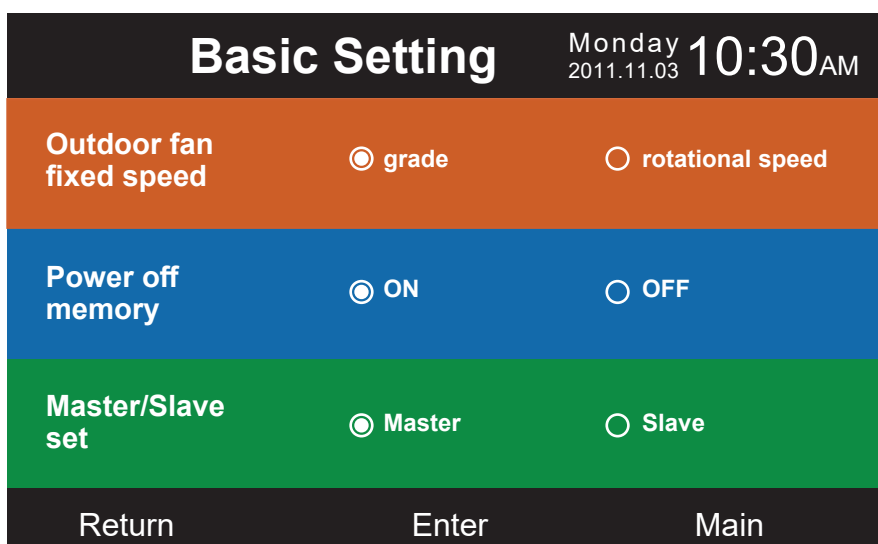 Basic Setting
Monday
2011.11.03
10:30AM
Outdoor fan
fixed speed
grade
rotational speed
Power off
memory
ON
OFF
Master/Slave
set
Master
Slave
Return
Enter
Main